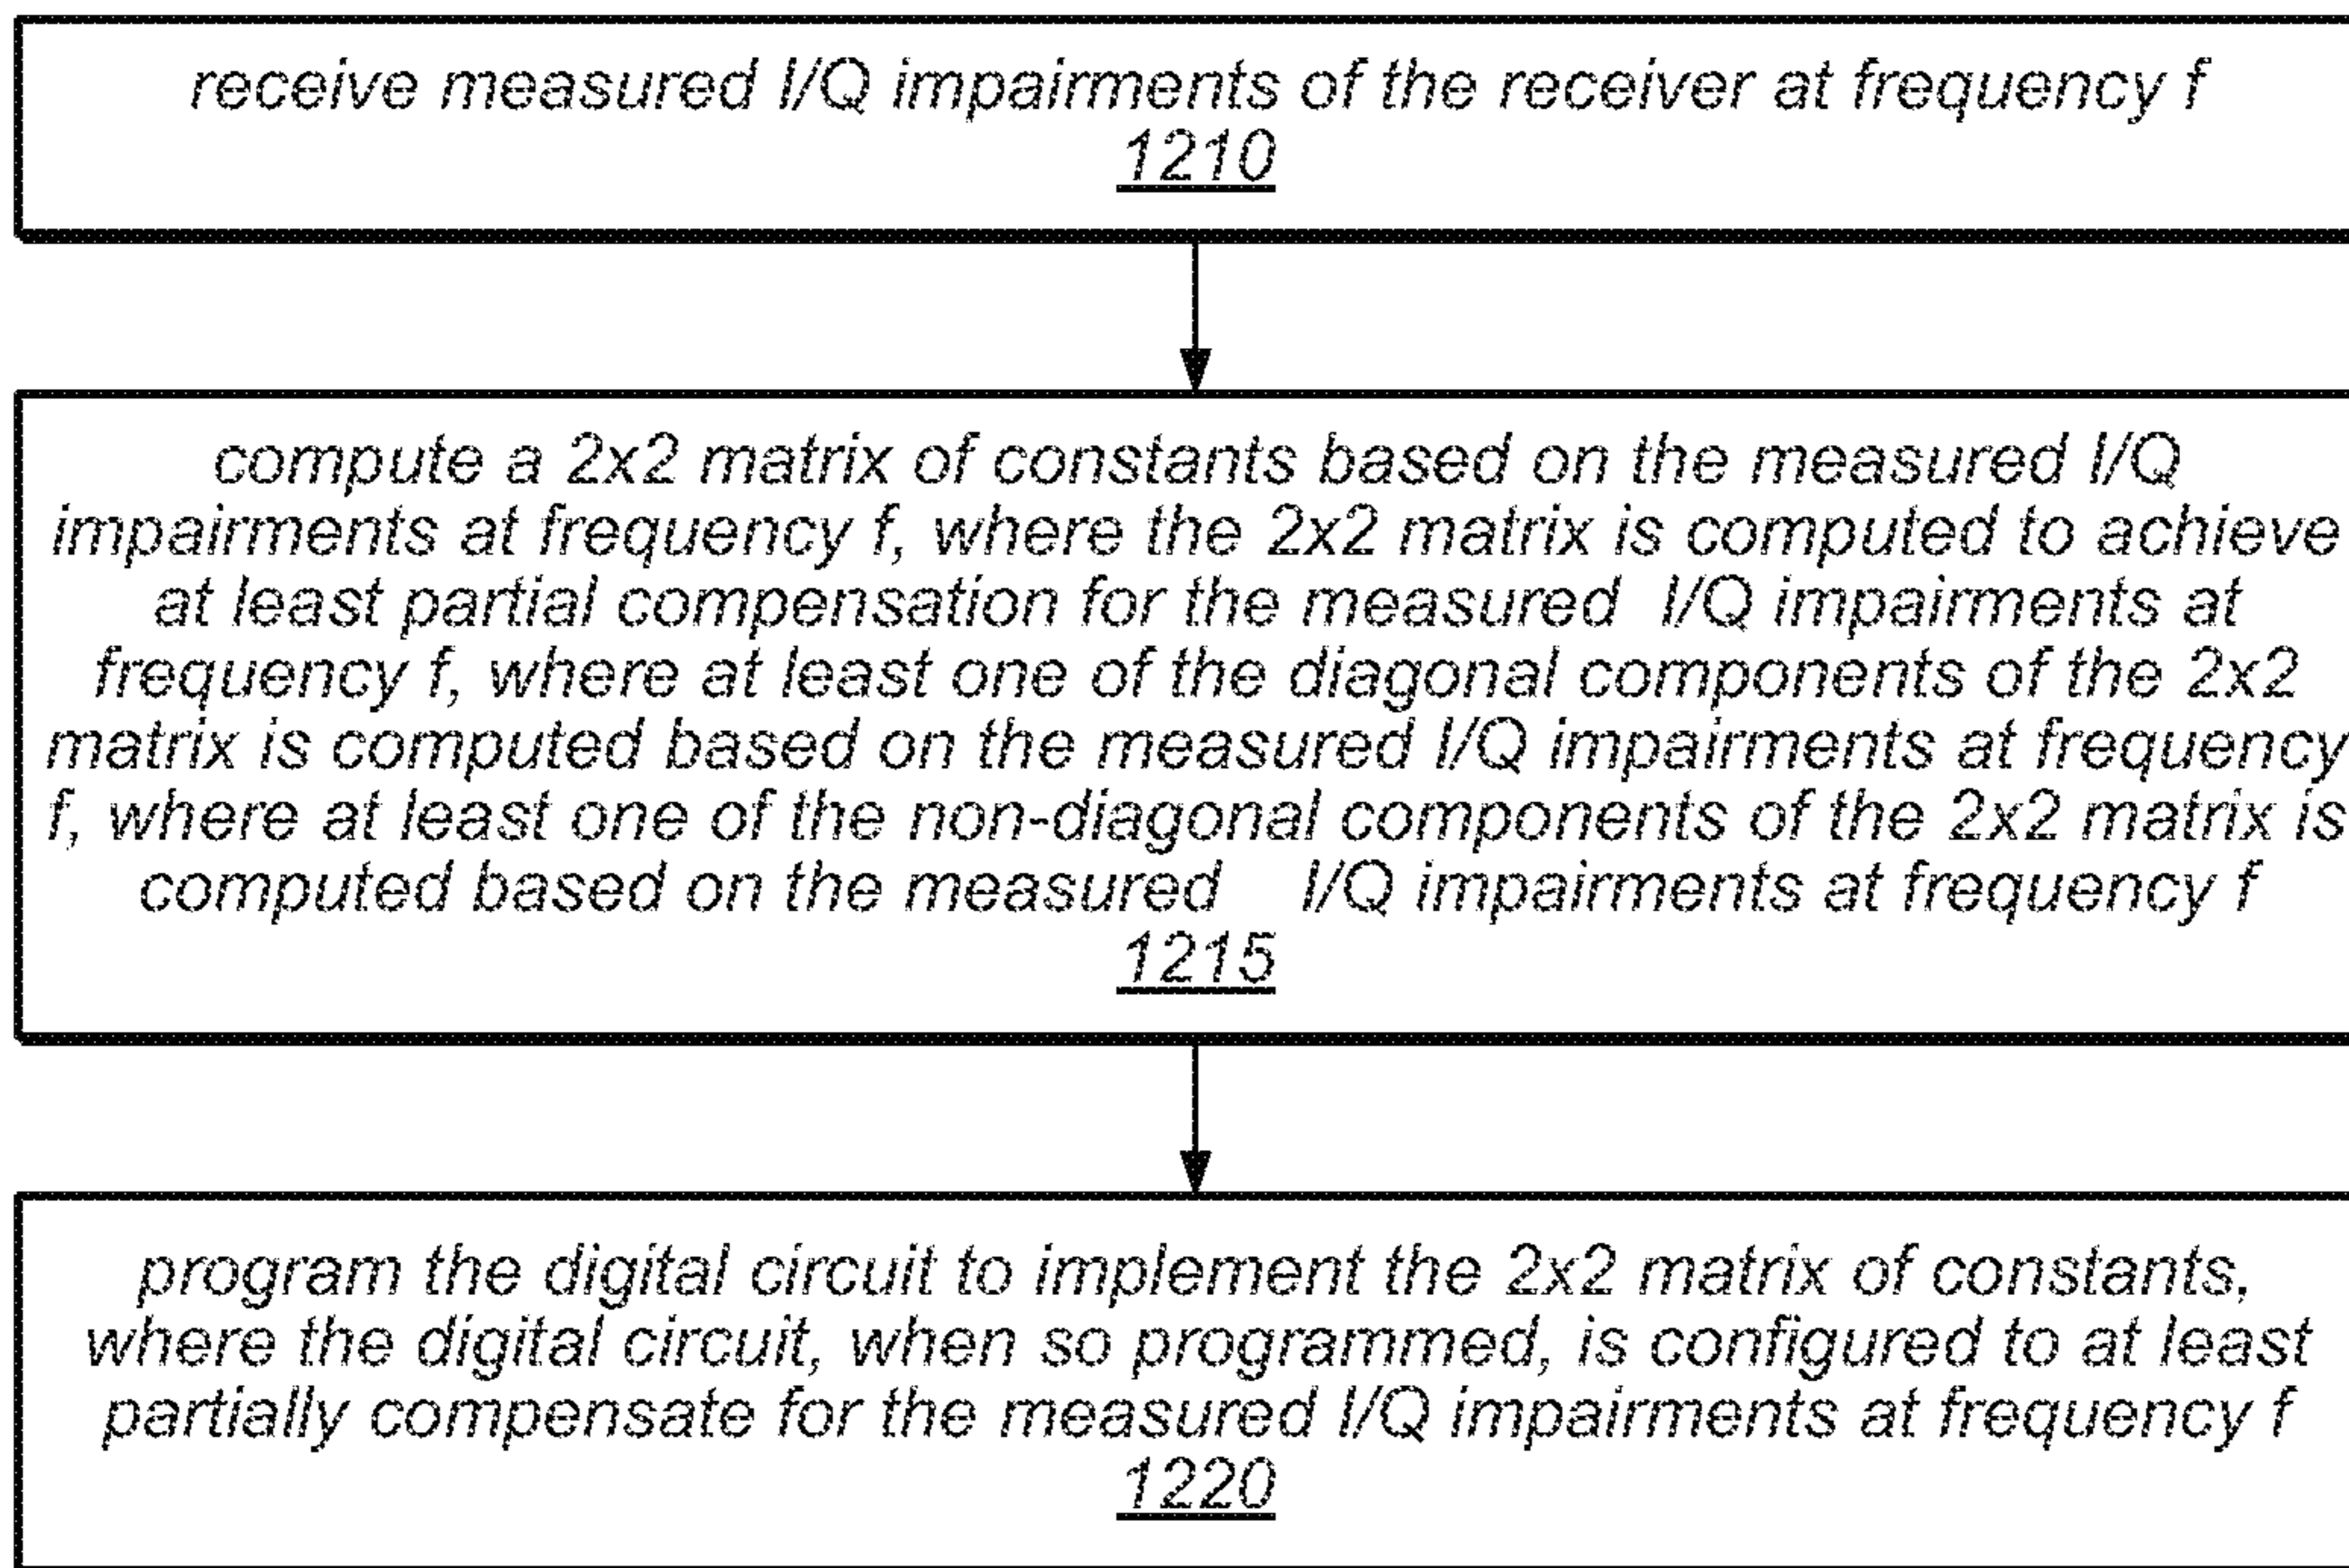 receive measured I/Q impairments of the receiver at frequency f
1210
compute a 2x2 matrix of constants based on the measured I/Q
impairments at frequency f, where the 2x2 matrix is computed to achieve
at least partial compensation for the measured I/Q impairments at
frequency f, where at least one of the diagonal components of the 2x2
matrix is computed based on the measured I/Q impairments at frequency
f, where at least one of the non-diagonal components of the 2x2 matrix is
computed based on the measured I/Q impairments at frequency f
1215
program the digital circuit to implement the 2x2 matrix of constants,
where the digital circuit, when so programmed, is configured to at least
partially compensate for the measured I/Q impairments at frequency f
1220